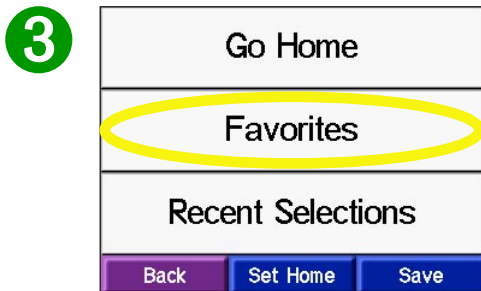 3
Go Home
Favorites
Recent Selections
Back Set Home Save